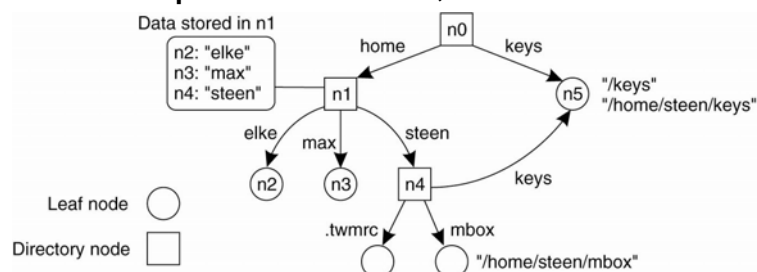 Data stored in n1
n0
home
keys
n2: "elke"
n3: "max"
n4: "steen"
n1
n5
"/keys"
"/home/steen/keys"
elke
max
steen
n2
n3
n4
keys
Leaf node
.twmrc
mbox
Directory node
"/home/steen/mbox"